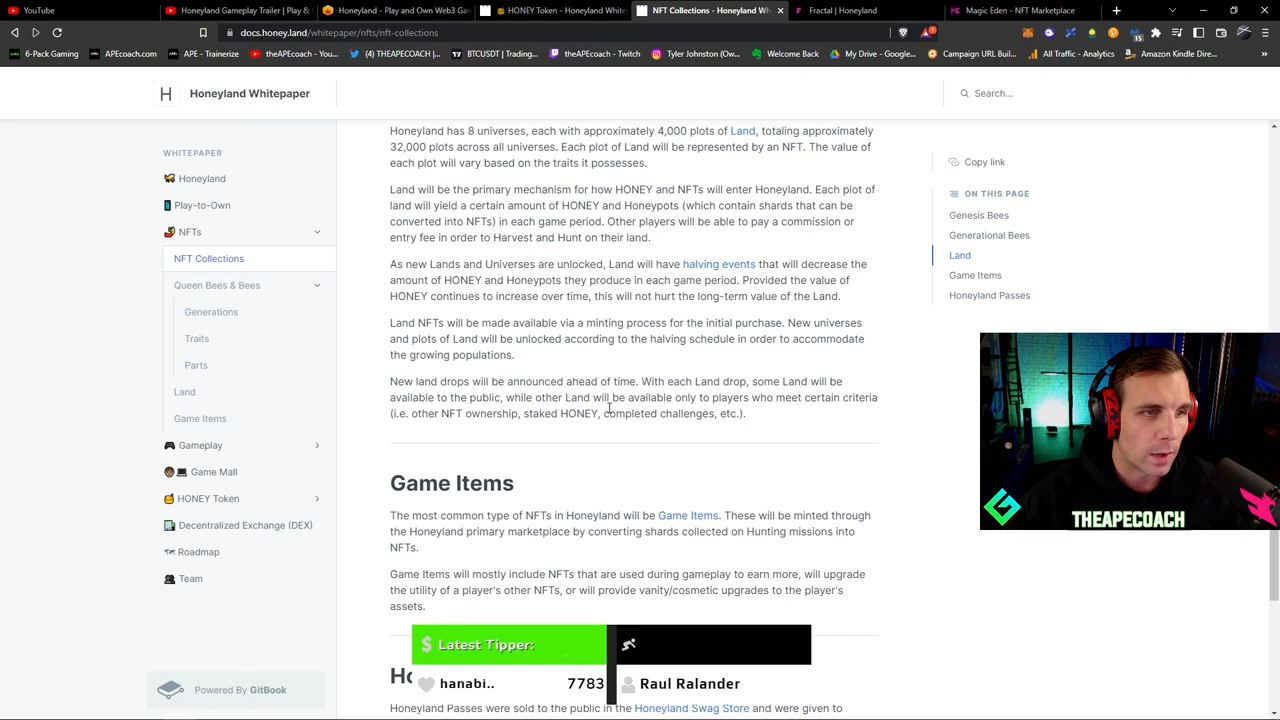 YouTube
Honeyland Gameplay Trailer | Play &
Honeyland - Play and Own Web3 Ga
HONEY Token - Honeyland White
NFT Collections - Honeyland Wh
Fractal | Honeyland
Magic Eden - NFT Marketplace
docs.honey.land/whitepaper/nfts/nft-collections
6-Pack Gaming
APEcoach.com
APE - Trainerize
theAPEcoach - You...
(4) THEAPECOACH...
BTCUSDT | Trading...
theAPEcoach - Twitch
Tyler Johnston (Ow...
Welcome Back
My Drive - Google...
Campaign URL Bui...
All Traffic - Analytics
Amazon Kindle Dire...
H
Honeyland Whitepaper
Search...
WHITEPAPER
Honeyland
Play-to-Own
NFTs
NFT Collections
Queen Bees & Bees
Generations
Traits
Parts
Land
Game Items
Gameplay
Game Mall
HONEY Token
Decentralized Exchange (DEX)
Roadmap
Team
Powered By GitBook
Honeyland has 8 universes, each with approximately 4,000 plots of Land, totaling approximately
32,000 plots across all universes. Each plot of Land will be represented by an NFT. The value of
each plot will vary based on the traits it possesses.
Land will be the primary mechanism for how HONEY and NFTs will enter Honeyland. Each plot of
land will yield a certain amount of HONEY and Honeypots (which contain shards that can be
converted into NFTs) in each game period. Other players will be able to pay a commission or
entry fee in order to Harvest and Hunt on their land.
As new Lands and Universes are unlocked, Land will have halving events that will decrease the
amount of HONEY and Honeypots they produce in each game period. Provided the value of
HONEY continues to increase over time, this will not hurt the long-term value of the Land.
Land NFTs will be made available via a minting process for the initial purchase. New universes
and plots of Land will be unlocked according to the halving schedule in order to accommodate
the growing populations.
New land drops will be announced ahead of time. With each Land drop, some Land will be
available to the public, while other Land will be available only to players who meet certain criteria
(i.e. other NFT ownership, staked HONEY, completed challenges, etc.).
Game Items
The most common type of NFTs in Honeyland will be Game Items. These will be minted through
the Honeyland primary marketplace by converting shards collected on Hunting missions into
NFTs.
Game Items will mostly include NFTs that are used during gameplay to earn more, will upgrade
the utility of a player's other NFTs, or will provide vanity/cosmetic upgrades to the player's
assets.
Honeyland Passes were sold to the public in the Honeyland Swag Store and were given to
Copy link
ON THIS PAGE
Genesis Bees
Generational Bees
Land
Game Items
Honeyland Passes
THEAPECOACH
$ Latest Tipper:
hanabi.. 7783
Raul Ralander